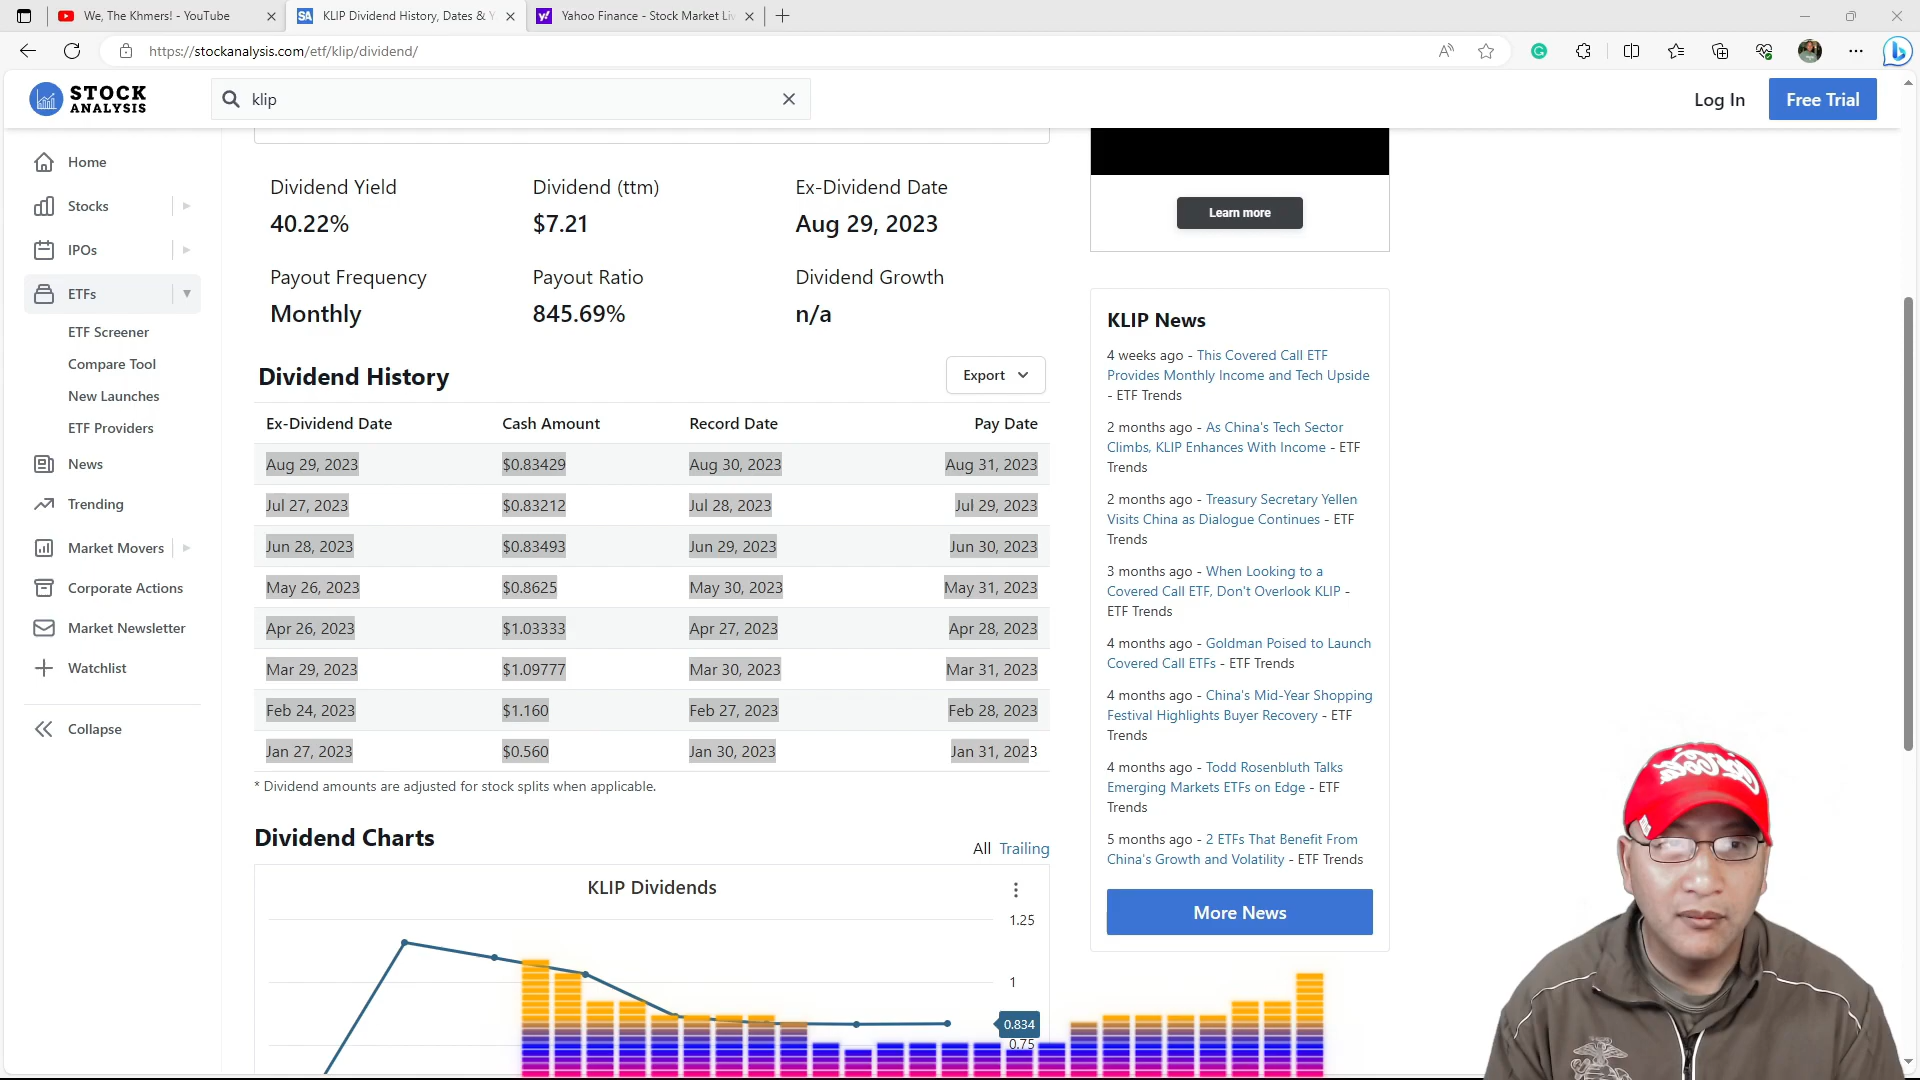 We, The Khmers! - YouTube
KLIP Dividend History, Dates & Y
Yahoo Finance - Stock Market Liv
https://stockanalysis.com/etf/klip/dividend/
STOCK
ANALYSIS
klip
Log In
Free Trial
Home
Stocks
IPOs
ETFs
ETF Screener
Compare Tool
New Launches
ETF Providers
News
Trending
Market Movers
Corporate Actions
Market Newsletter
Watchlist
Collapse
Dividend Yield
40.22%
Dividend (ttm)
$7.21
Ex-Dividend Date
Aug 29, 2023
Payout Frequency
Monthly
Payout Ratio
845.69%
Dividend Growth
n/a
Dividend History
Export
Ex-Dividend Date Cash Amount Record Date Pay Date
Aug 29, 2023 $0.83429 Aug 30, 2023 Aug 31, 2023
Jul 27, 2023 $0.83212 Jul 28, 2023 Jul 29, 2023
Jun 28, 2023 $0.83493 Jun 29, 2023 Jun 30, 2023
May 26, 2023 $0.8625 May 30, 2023 May 31, 2023
Apr 26, 2023 $1.03333 Apr 27, 2023 Apr 28, 2023
Mar 29, 2023 $1.09777 Mar 30, 2023 Mar 31, 2023
Feb 24, 2023 $1.160 Feb 27, 2023 Feb 28, 2023
Jan 27, 2023 $0.560 Jan 30, 2023 Jan 31, 2023
* Dividend amounts are adjusted for stock splits when applicable.
Dividend Charts
All Trailing
KLIP Dividends
1.25
1
0.834
0.75
Learn more
KLIP News
4 weeks ago - This Covered Call ETF
Provides Monthly Income and Tech Upside
- ETF Trends
2 months ago - As China's Tech Sector
Climbs, KLIP Enhances With Income - ETF
Trends
2 months ago - Treasury Secretary Yellen
Visits China as Dialogue Continues - ETF
Trends
3 months ago - When Looking to a
Covered Call ETF, Don't Overlook KLIP -
ETF Trends
4 months ago - Goldman Poised to Launch
Covered Call ETFs - ETF Trends
4 months ago - China's Mid-Year Shopping
Festival Highlights Buyer Recovery - ETF
Trends
4 months ago - Todd Rosenbluth Talks
Emerging Markets ETFs on Edge - ETF
Trends
5 months ago - 2 ETFs That Benefit From
China's Growth and Volatility - ETF Trends
More News
Coca-Cola